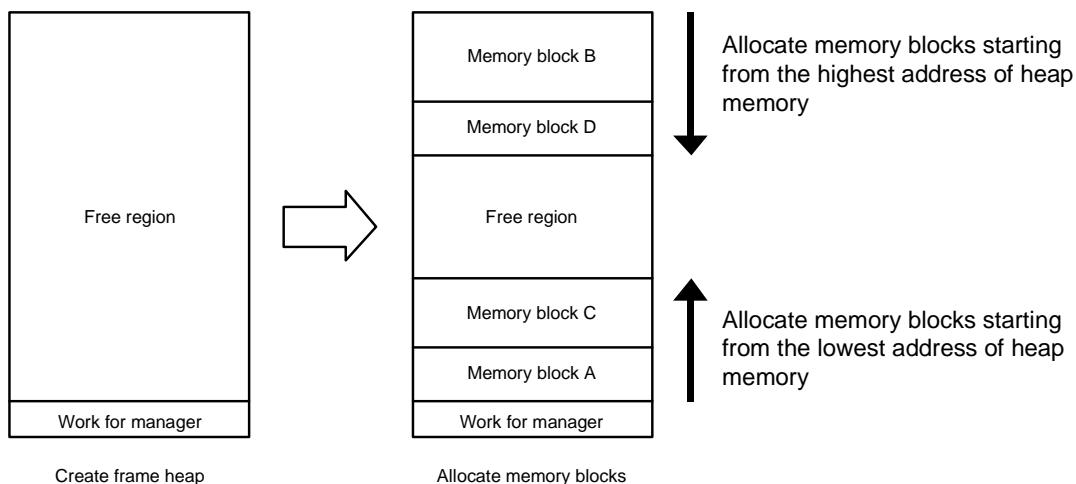 Free region
Work for manager
Create frame heap
Memory block B
Memory block D
Free region
Memory block C
Memory block A
Work for manager
Allocate memory blocks
Allocate memory blocks starting
from the highest address of heap
memory
Allocate memory blocks starting
from the lowest address of heap
memory